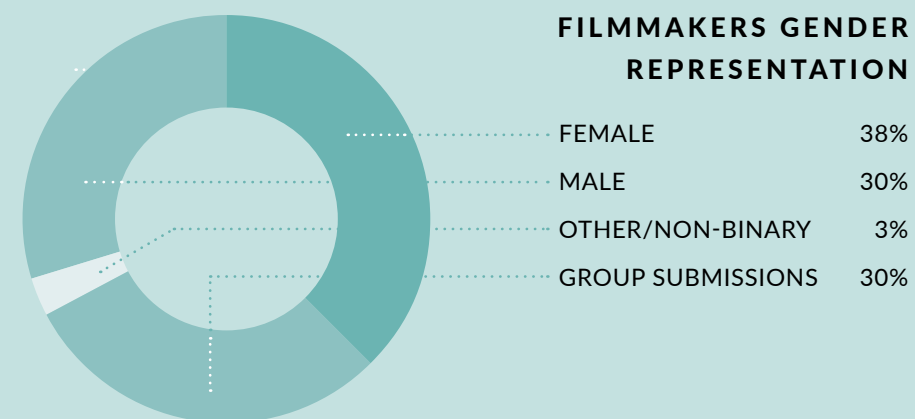 FILMMAKERS GENDER
REPRESENTATION
FEMALE 38%
MALE 30%
OTHER/NON-BINARY 3%
GROUP SUBMISSIONS 30%